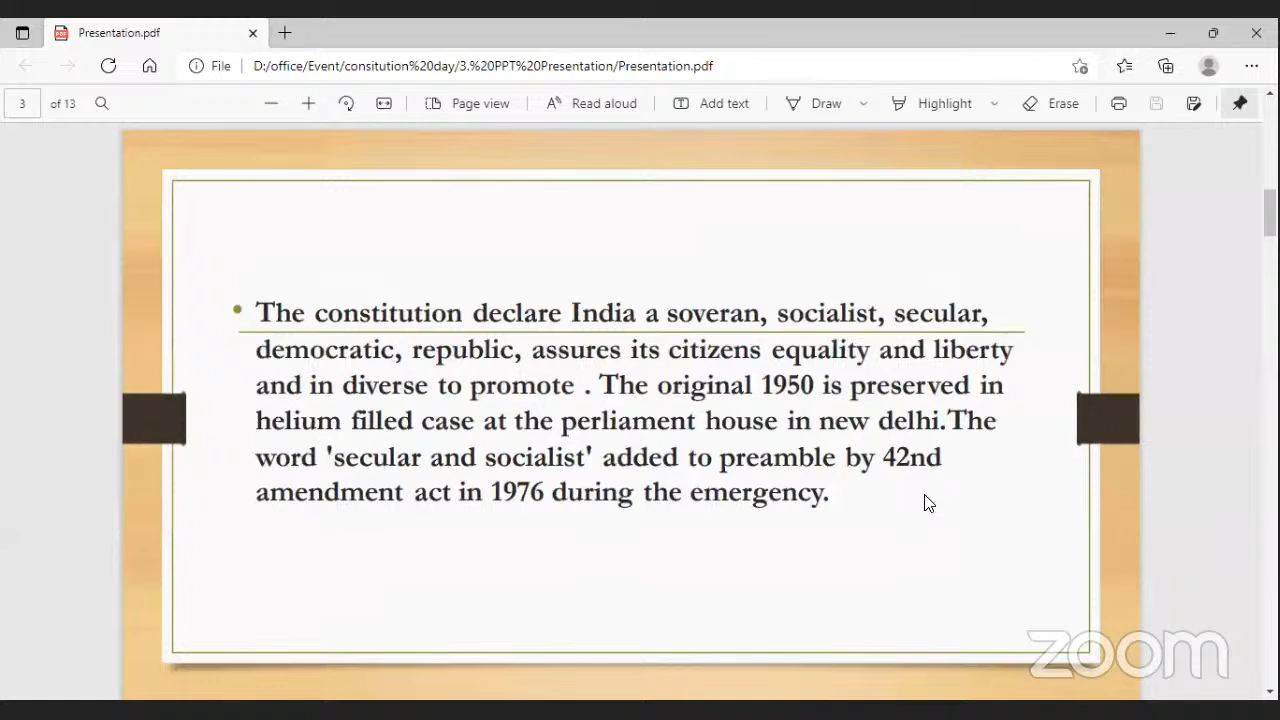 Presentation.pdf
File D:/office/Event/consitution%20day/3.%20PPT%20Presentation/Presentation.pdf
3 of 13 Page view Read aloud Add text Draw Highlight Erase
• The constitution declare India a soveran, socialist, secular,
democratic, republic, assures its citizens equality and liberty
and in diverse to promote . The original 1950 is preserved in
helium filled case at the perliament house in new delhi.The
word 'secular and socialist' added to preamble by 42nd
amendment act in 1976 during the emergency.
zoom